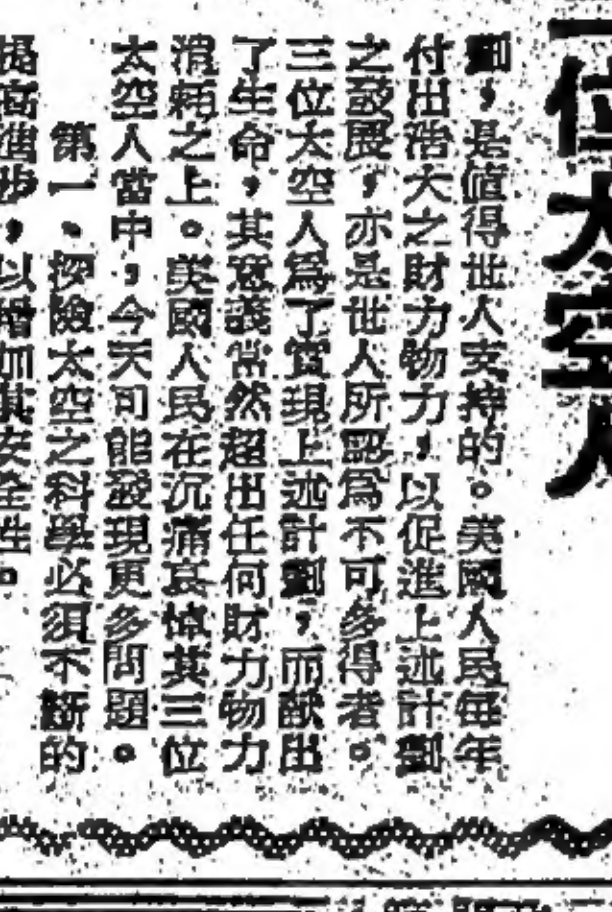 位太空人
劃，是值得世人支持的。美國人民每年
付出浩大之財力物力，以促進上述計劃
之發展，亦是世人所認爲不可多得者。
三位太空人爲了實現上述計劃，而献出
了生命，其意義當然超出任何財力物力
消耗之上。美國人民在沉痛哀悼其三位
太空人當中，今天可能發現更多問題。
第一、探險太空之科學必須不斷的
提高進步，以增加其安全性。